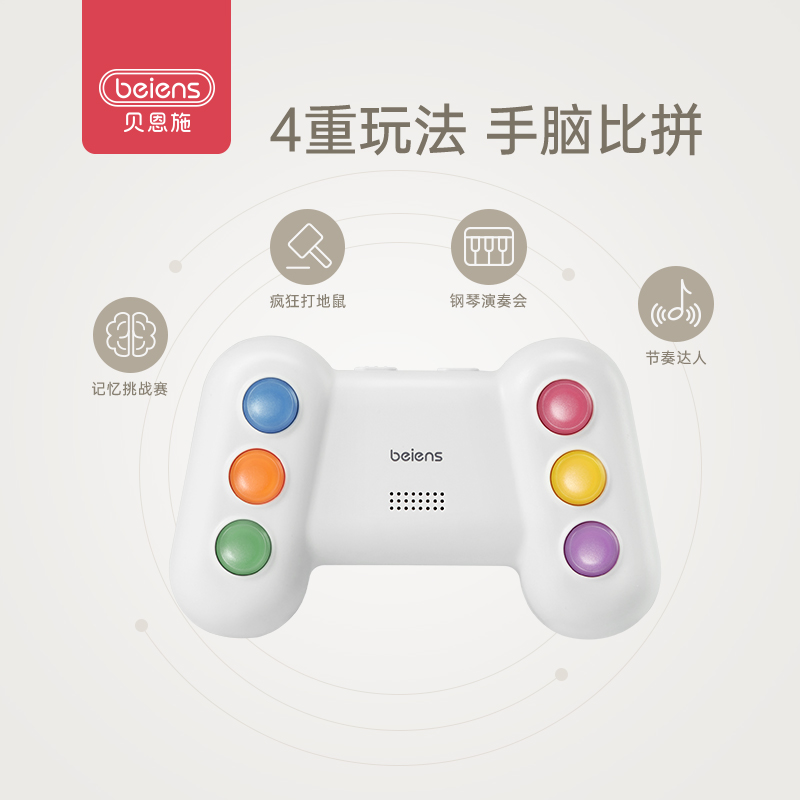 beiens
贝恩施
4重玩法 手脑比拼
疯狂打地鼠
钢琴演奏会
节奏达人
记忆挑战赛
beiens